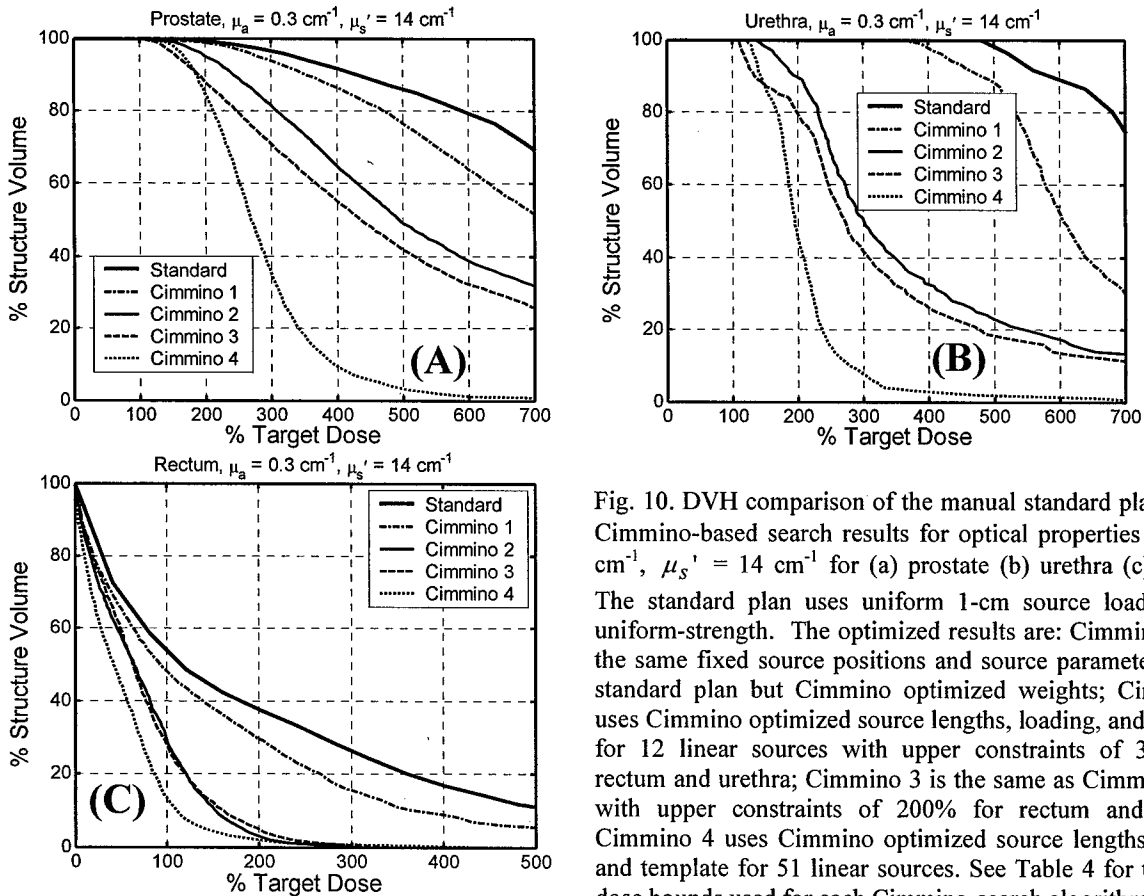 Prostate, μa = 0.3 cm⁻¹, μs' = 14 cm⁻¹
100
80
60
40
20
0
% Structure Volume
Standard
Cimmino 1
Cimmino 2
Cimmino 3
Cimmino 4
(A)
0 100 200 300 400 500 600 700
% Target Dose
Urethra, μa = 0.3 cm⁻¹, μs' = 14 cm⁻¹
100
80
60
40
20
0
% Structure Volume
Standard
Cimmino 1
Cimmino 2
Cimmino 3
Cimmino 4
(B)
0 100 200 300 400 500 600 700
% Target Dose
Rectum, μa = 0.3 cm⁻¹, μs' = 14 cm⁻¹
100
80
60
40
20
0
% Structure Volume
Standard
Cimmino 1
Cimmino 2
Cimmino 3
Cimmino 4
(C)
0 100 200 300 400 500
% Target Dose
Fig. 10. DVH comparison of the manual standard pla
Cimmino-based search results for optical properties
cm⁻¹, μs' = 14 cm⁻¹ for (a) prostate (b) urethra (c)
The standard plan uses uniform 1-cm source load
uniform-strength. The optimized results are: Cimmin
the same fixed source positions and source paramete
standard plan but Cimmino optimized weights; Cin
uses Cimmino optimized source lengths, loading, and
for 12 linear sources with upper constraints of 3
rectum and urethra; Cimmino 3 is the same as Cimm
with upper constraints of 200% for rectum and
Cimmino 4 uses Cimmino optimized source lengths
and template for 51 linear sources. See Table 4 for
dose bounds used for each Cimmino search algorith